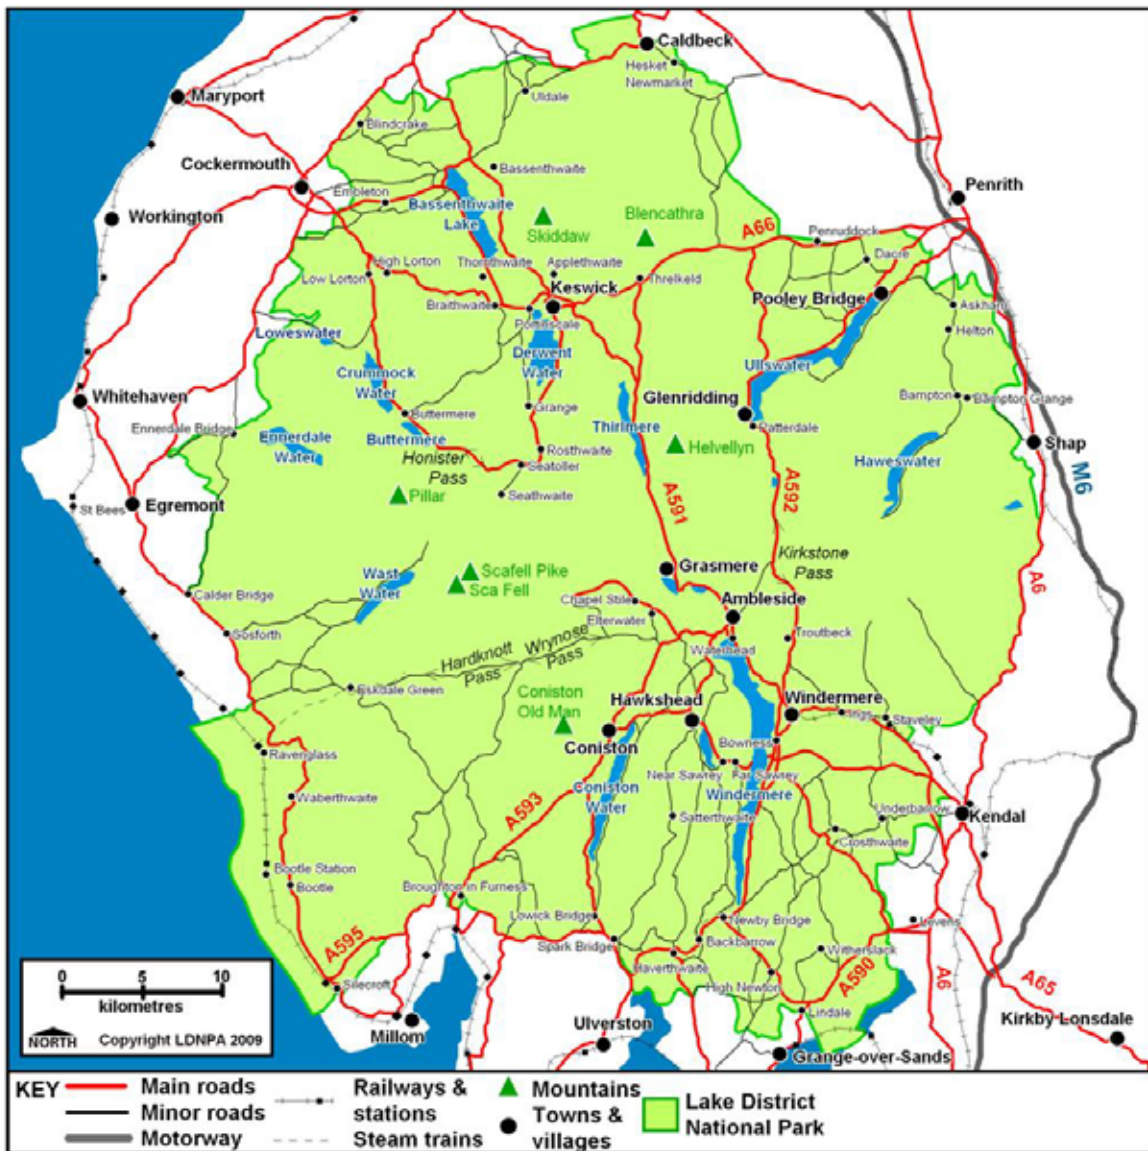 Caldbeck
Hesket
Newmarket
Uldale
Maryport
Blindcrake
Bassenthwaite
Cockermouth
Embleton
Penrith
Workington
Bassenthwaite
Lake
Skiddaw
Blencathra
A66
Penruddock
Dacre
Low Lorton
High Lorton
Thornthwaite
Applethwaite
Threlkeld
Braithwaite
Keswick
Portinscale
Pooley Bridge
Askham
Helton
Loweswater
Derwent
Water
Crummock
Water
Ullswater
Whitehaven
Buttermere
Grange
Glenridding
Bampton
Bampton Grange
Ennerdale Bridge
Ennerdale
Water
Buttermere
Thirlmere
Patterdale
Helvellyn
Shap
Honister
Pass
Rosthwaite
Seatoller
Haweswater
Seathwaite
Pillar
Egremont
St Bees
A591
A592
M6
Kirkstone
Pass
Wast
Water
Scafell Pike
Sca Fell
Grasmere
A6
Calder Bridge
Chapel Stile
Ambleside
Elterwater
Gosforth
Waterhead
Troutbeck
Hardknott
Pass
Wrynose
Pass
Eskdale Green
Coniston
Old Man
Hawkshead
Windermere
Ings
Staveley
Coniston
Bowness
Ravenglass
Near Sawrey
Far Sawrey
Coniston
Water
Windermere
Waberthwaite
A593
Satterthwaite
Underbarrow
Kendal
Crosthwaite
Bootle Station
Bootle
Broughton in Furness
Lowick Bridge
Newby Bridge
Levens
Spark Bridge
Backbarrow
Witherslack
A595
Haverthwaite
High Newton
A590
A6
A65
Silecroft
Millom
Ulverston
Lindale
Kirkby Lonsdale
Grange-over-Sands
0 5 10
kilometres
NORTH
Copyright LDNPA 2009
KEY
Main roads
Minor roads
Motorway
Railways &
stations
Steam trains
Mountains
Towns &
villages
Lake District
National Park